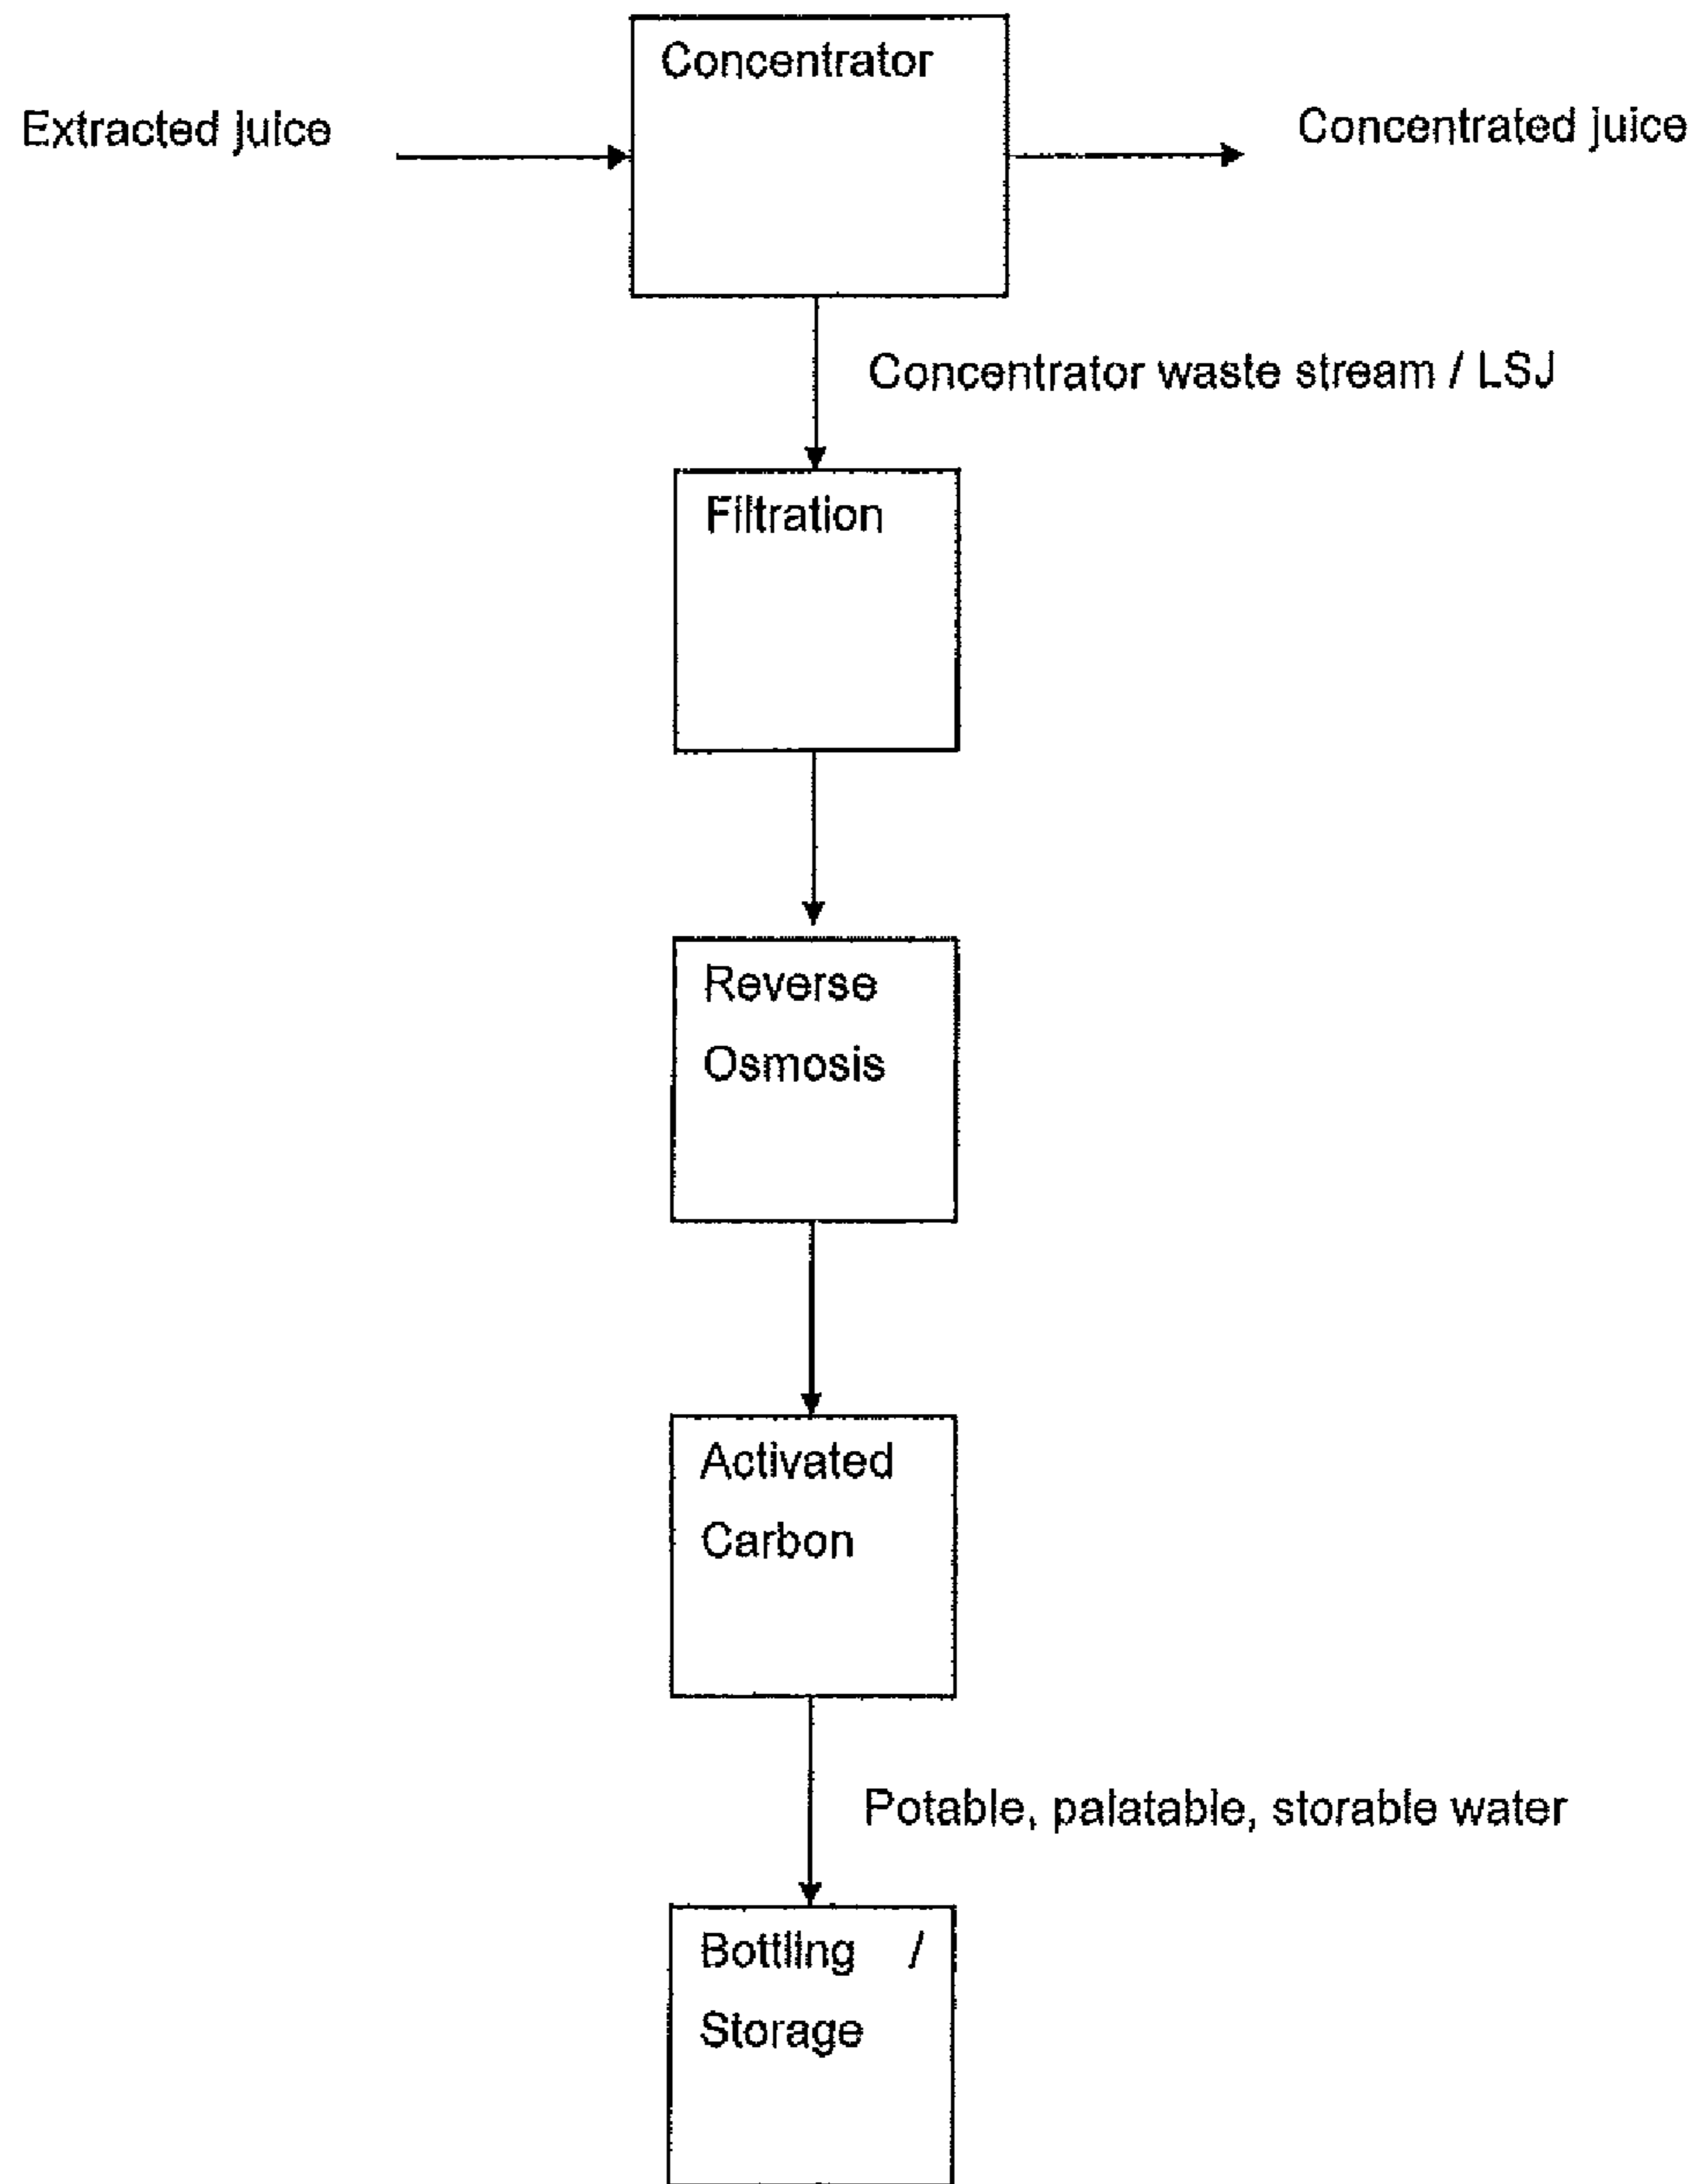 Concentrator
Extracted juice
Concentrated juice
Concentrator waste stream / LSJ
Filtration
Reverse
Osmosis
Activated
Carbon
Potable, palatable, storable water
Bottling /
Storage